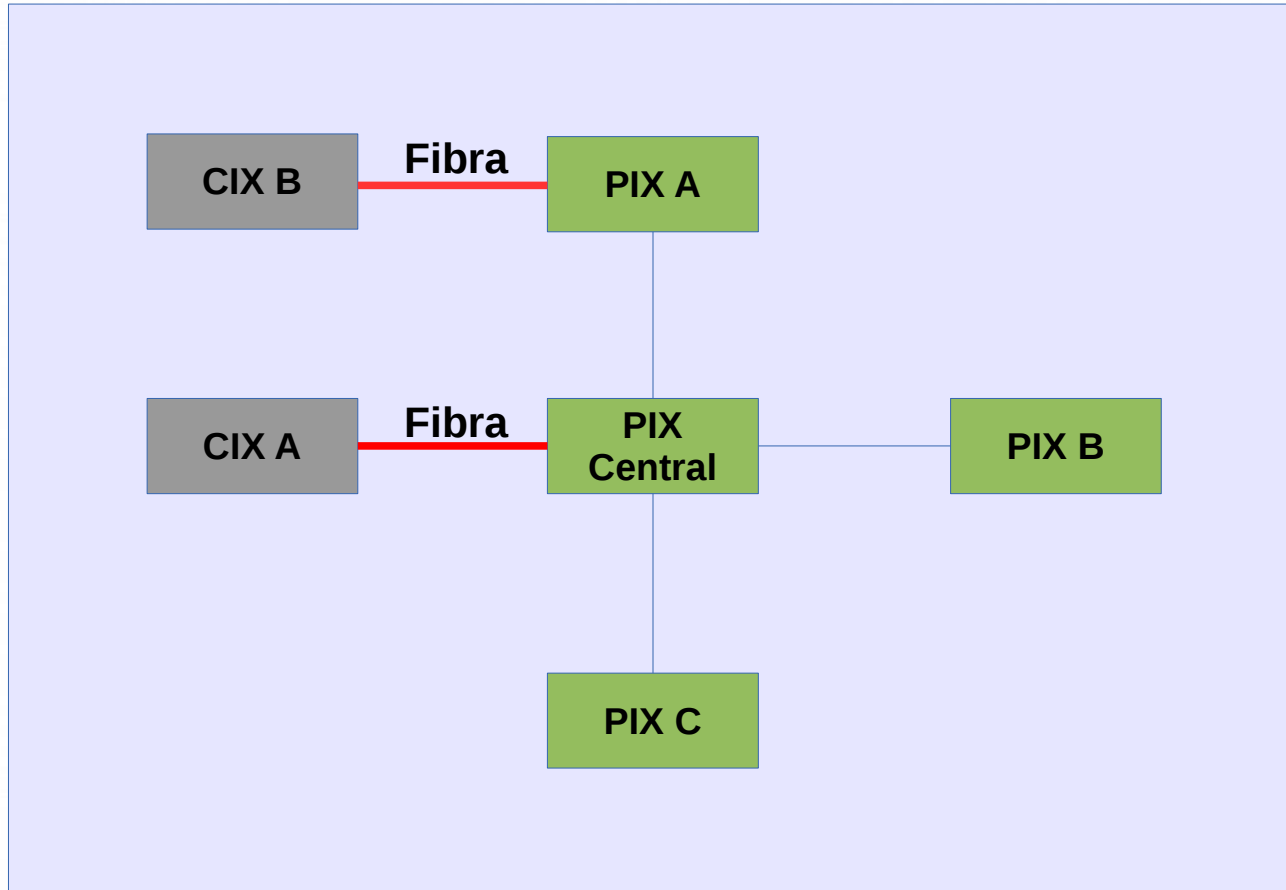 CIX B
Fibra
PIX A
CIX A
Fibra
PIX
Central
PIX B
PIX C